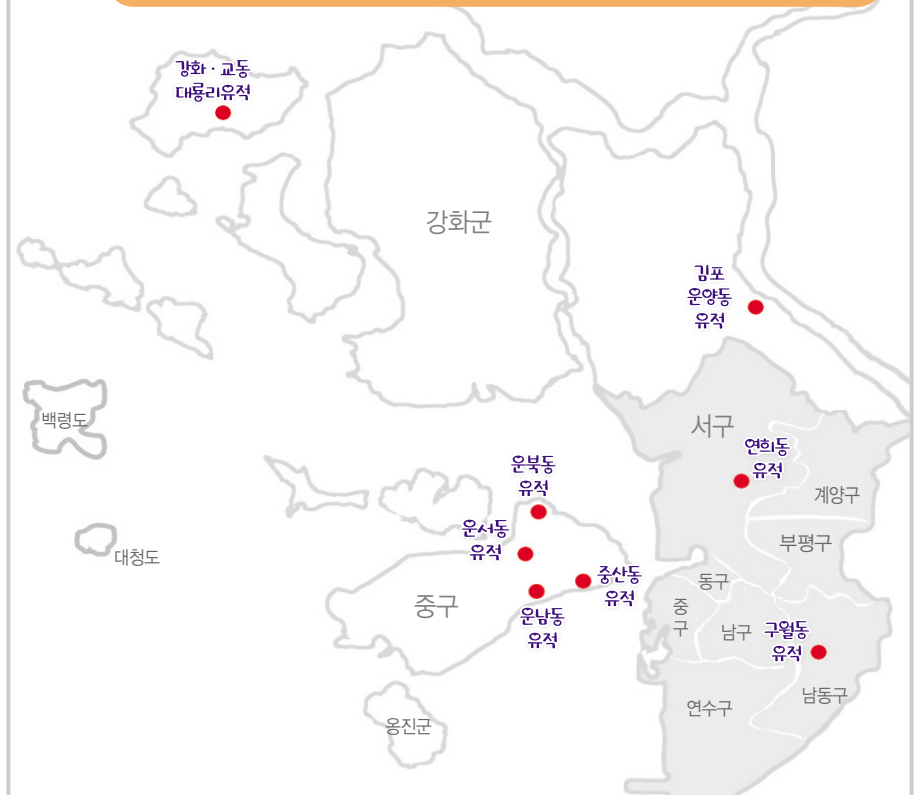 강화 · 교동
대룡리유적
강화군
김포
운양동
유적
백령도
서구
연희동
유적
운북동
유적
계양구
운서동
유적
부평구
대청도
중산동
유적
동구
중구
중
구
남구
구월동
유적
운남동
유적
남동구
연수구
옹진군